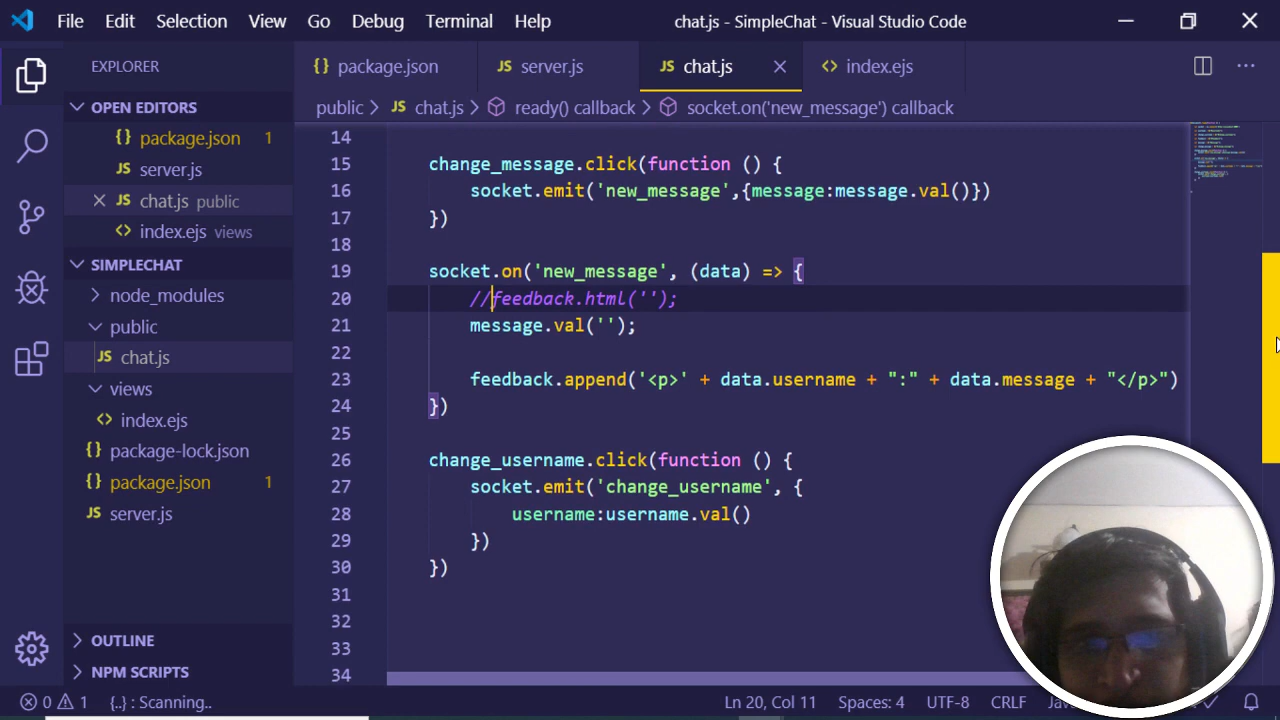 File Edit Selection View Go Debug Terminal Help chat.js - SimpleChat - Visual Studio Code
EXPLORER
{} package.json JS server.js JS chat.js <> index.ejs
OPEN EDITORS
{} package.json 1
JS server.js
JS chat.js public
<> index.ejs views
SIMPLECHAT
node_modules
public
JS chat.js
views
<> index.ejs
{} package-lock.json
{} package.json 1
JS server.js
OUTLINE
NPM SCRIPTS
public > JS chat.js > ready() callback > socket.on('new_message') callback
14
15 change_message.click(function () {
16 socket.emit('new_message',{message:message.val()})
17 })
18
19 socket.on('new_message', (data) => {
20 //feedback.html('');
21 message.val('');
22
23 feedback.append('<p>' + data.username + ":" + data.message + "</p>")
24 })
25
26 change_username.click(function () {
27 socket.emit('change_username', {
28 username:username.val()
29 })
30 })
31
32
33
34
0 1 {..} : Scanning.. Ln 20, Col 11 Spaces: 4 UTF-8 CRLF